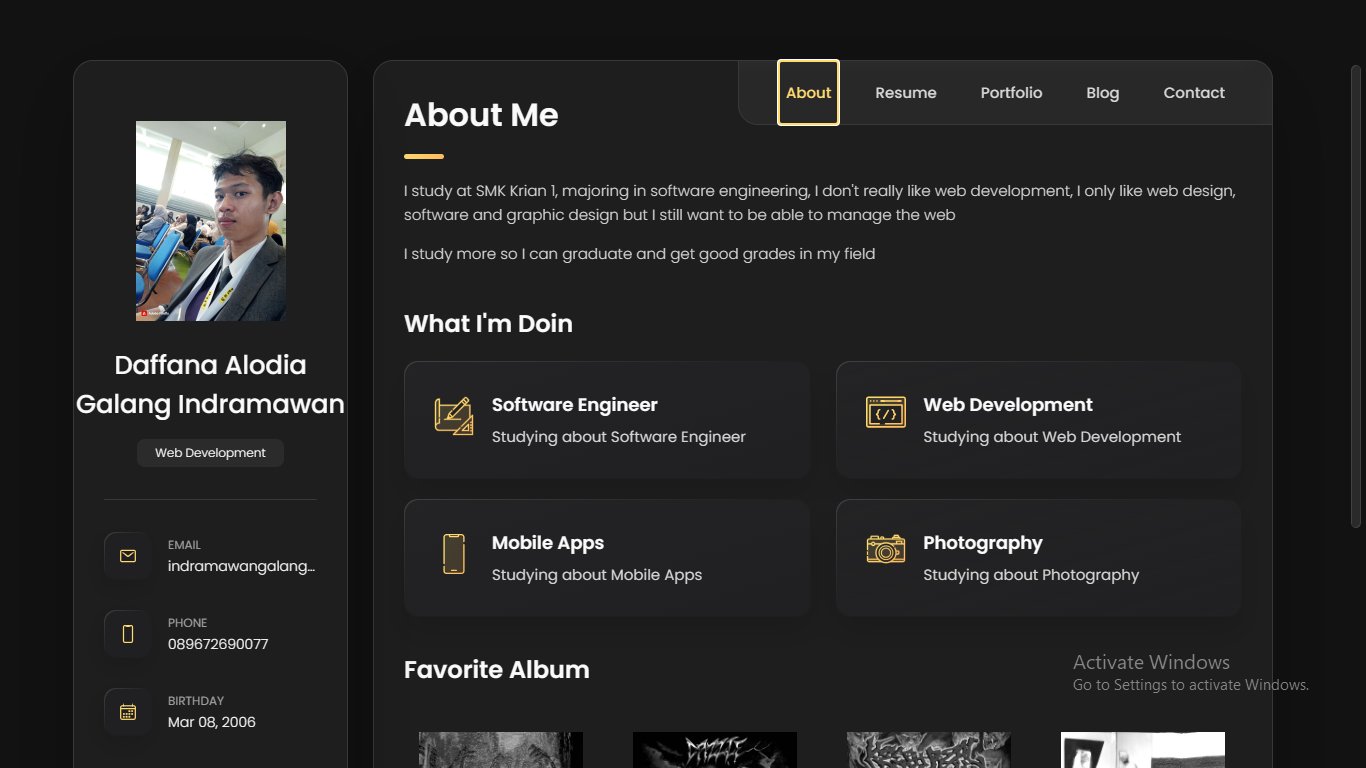 About
Resume
Portfolio
Blog
Contact
About Me
I study at SMK Krian 1, majoring in software engineering, I don't really like web development, I only like web design,
software and graphic design but I still want to be able to manage the web
I study more so I can graduate and get good grades in my field
Daffana Alodia
Galang Indramawan
Web Development
EMAIL
indramawangalang...
PHONE
089672690077
BIRTHDAY
Mar 08, 2006
What I'm Doin
Software Engineer
Studying about Software Engineer
Web Development
Studying about Web Development
Mobile Apps
Studying about Mobile Apps
Photography
Studying about Photography
Favorite Album
Activate Windows
Go to Settings to activate Windows.